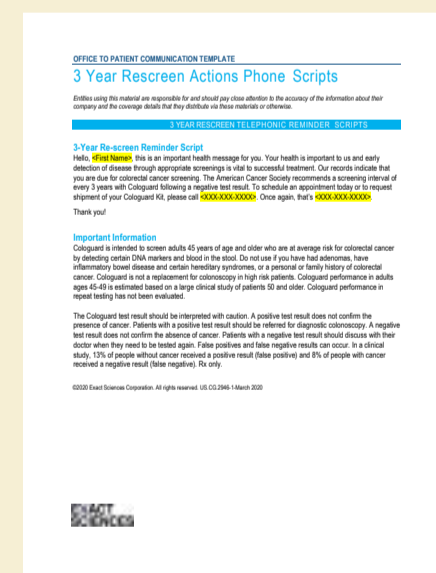 OFFICE TO PATIENT COMMUNICATION TEMPLATE
3 Year Rescreen Actions Phone Scripts
Entities using this material are responsible for and should pay close attention to the accuracy of the information about their
company and the coverage details that they distribute via these materials or otherwise.
3 YEAR RESCREEN TELEPHONIC REMINDER SCRIPTS
3-Year Re-screen Reminder Script
Hello, <First Name>, this is an important health message for you. Your health is important to us and early
detection of disease through appropriate screenings is vital to successful treatment. Our records indicate that
you are due for colorectal cancer screening. The American Cancer Society recommends a screening interval of
every 3 years with Cologuard following a negative test result. To schedule an appointment today or to request
shipment of your Cologuard Kit, please call <XXX-XXX-XXXX>. Once again, that's <XXX-XXX-XXXX>.
Thank you!
Important Information
Cologuard is intended to screen adults 45 years of age and older who are at average risk for colorectal cancer
by detecting certain DNA markers and blood in the stool. Do not use if you have had adenomas, have
inflammatory bowel disease and certain hereditary syndromes, or a personal or family history of colorectal
cancer. Cologuard is not a replacement for colonoscopy in high risk patients. Cologuard performance in adults
ages 45-49 is estimated based on a large clinical study of patients 50 and older. Cologuard performance in
repeat testing has not been evaluated.
The Cologuard test result should be interpreted with caution. A positive test result does not confirm the
presence of cancer. Patients with a positive test result should be referred for diagnostic colonoscopy. A negative
test result does not confirm the absence of cancer. Patients with a negative test result should discuss with their
doctor when they need to be tested again. False positives and false negative results can occur. In a clinical
study, 13% of people without cancer received a positive result (false positive) and 8% of people with cancer
received a negative result (false negative). Rx only.
©2020 Exact Sciences Corporation. All rights reserved. US.CG.2946-1-March 2020
EXACT
SCIENCES